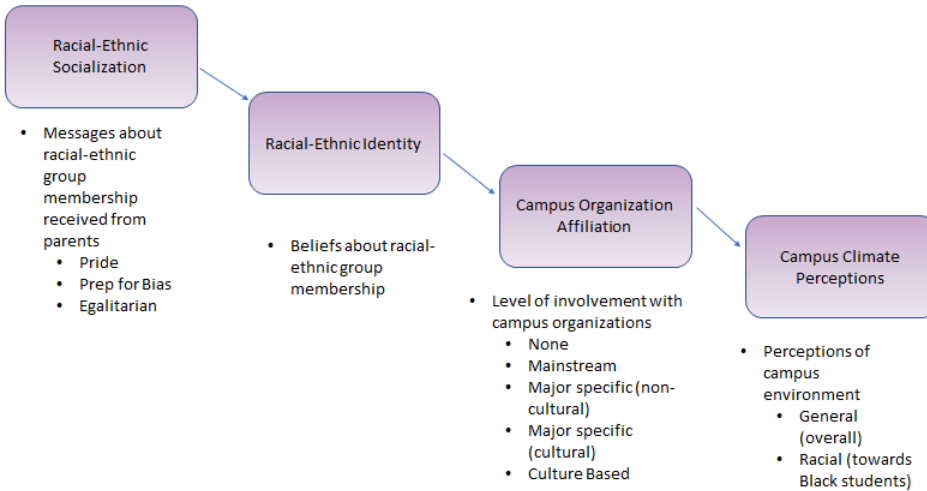 Racial-Ethnic
Socialization
• Messages about
racial-ethnic
group
membership
received from
parents
• Pride
• Prep for Bias
• Egalitarian
Racial-Ethnic Identity
• Beliefs about racial-
ethnic group
membership
Campus Organization
Affiliation
• Level of involvement with
campus organizations
• None
• Mainstream
• Major specific (non-
cultural)
• Major specific
(cultural)
• Culture Based
Campus Climate
Perceptions
• Perceptions of
campus
environment
• General
(overall)
• Racial (towards
Black students)